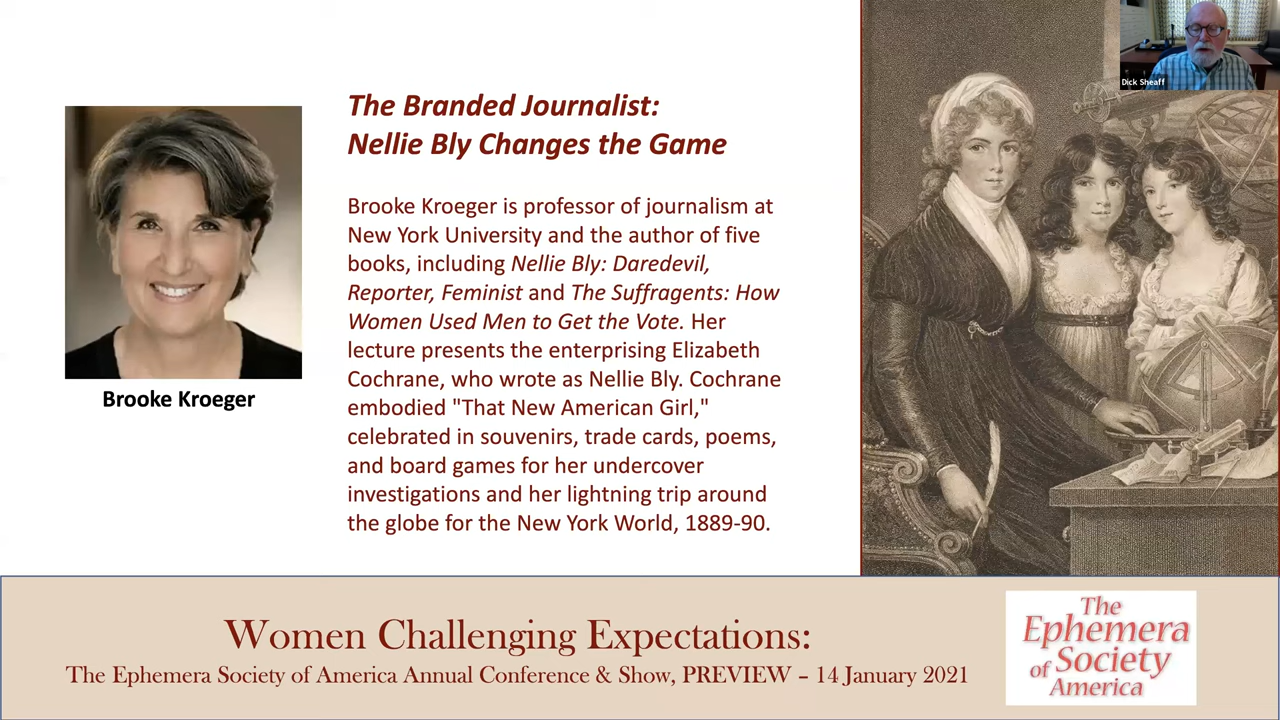 Dick Sheaff
The Branded Journalist:
Nellie Bly Changes the Game
Brooke Kroeger is professor of journalism at
New York University and the author of five
books, including Nellie Bly: Daredevil,
Reporter, Feminist and The Suffragents: How
Women Used Men to Get the Vote. Her
lecture presents the enterprising Elizabeth
Cochrane, who wrote as Nellie Bly. Cochrane
embodied "That New American Girl,"
celebrated in souvenirs, trade cards, poems,
and board games for her undercover
investigations and her lightning trip around
the globe for the New York World, 1889-90.
Brooke Kroeger
Women Challenging Expectations:
The Ephemera Society of America Annual Conference & Show, PREVIEW – 14 January 2021
The
Ephemera
of Society
America